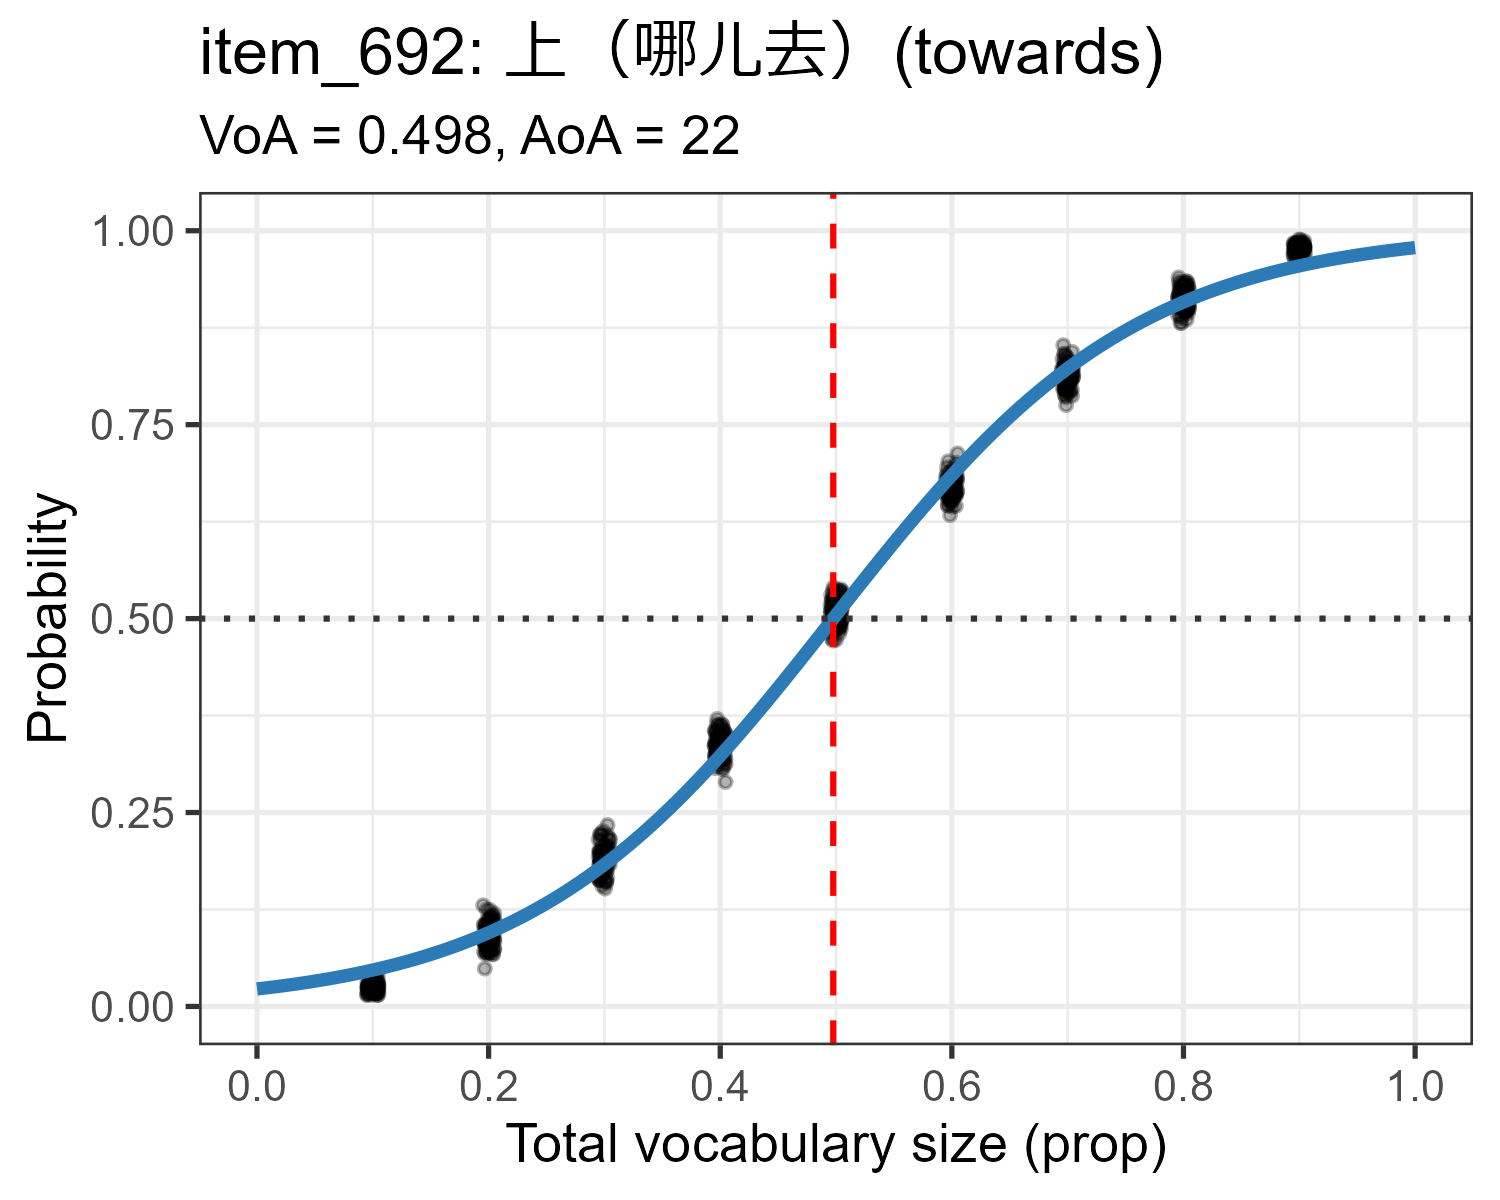 item_692: 上（哪儿去）(towards)
VoA = 0.498, AoA = 22
1.00
0.75
0.50
0.25
0.00
Probability
0.0 0.2 0.4 0.6 0.8 1.0
Total vocabulary size (prop)